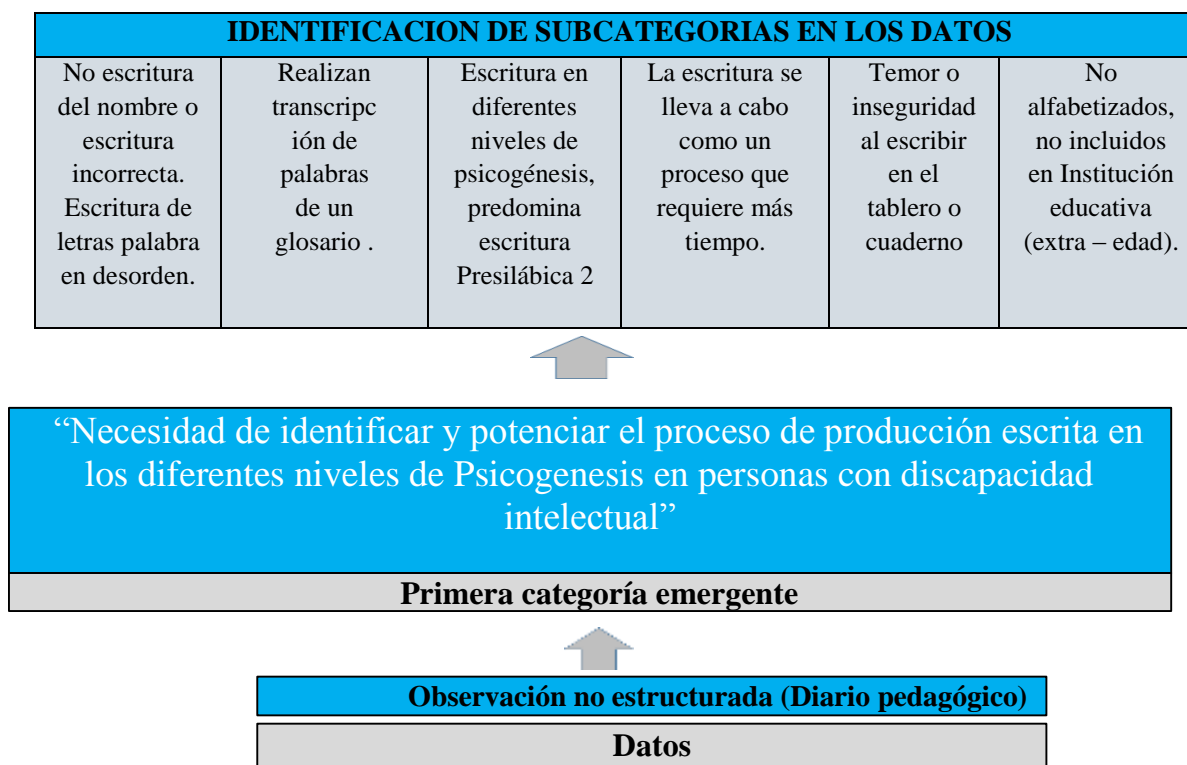 IDENTIFICACION DE SUBCATEGORIAS EN LOS DATOS
No escritura
del nombre o
escritura
incorrecta.
Escritura de
letras palabra
en desorden.
Realizan
transcripc
ión de
palabras
de un
glosario .
Escritura en
diferentes
niveles de
psicogénesis,
predomina
escritura
Presilábica 2
La escritura se
lleva a cabo
como un
proceso que
requiere más
tiempo.
Temor o
inseguridad
al escribir
en el
tablero o
cuaderno
No
alfabetizados,
no incluidos
en Institución
educativa
(extra – edad).
“Necesidad de identificar y potenciar el proceso de producción escrita en
los diferentes niveles de Psicogenesis en personas con discapacidad
intelectual”
Primera categoría emergente
Observación no estructurada (Diario pedagógico)
Datos